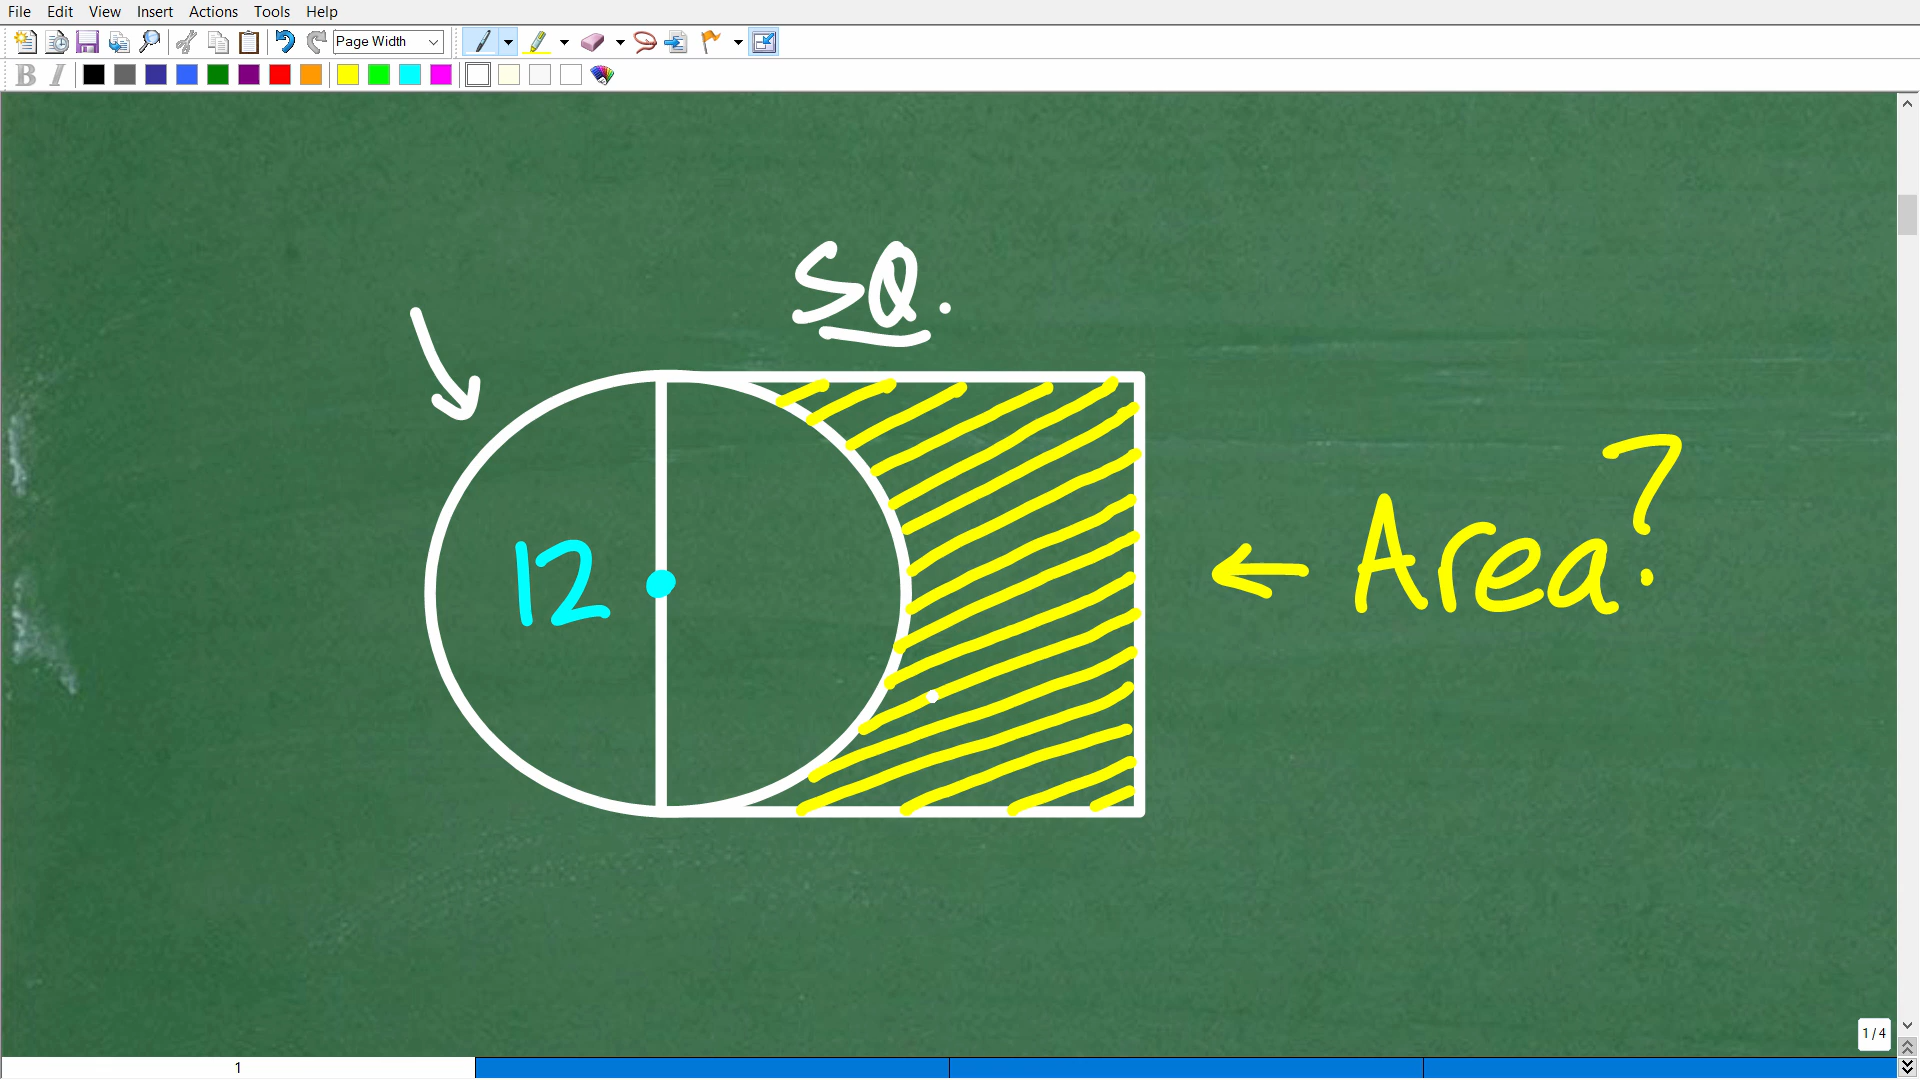 File Edit View Insert Actions Tools Help
Page Width
B I
SQ.
12
← Area?
1 / 4
1